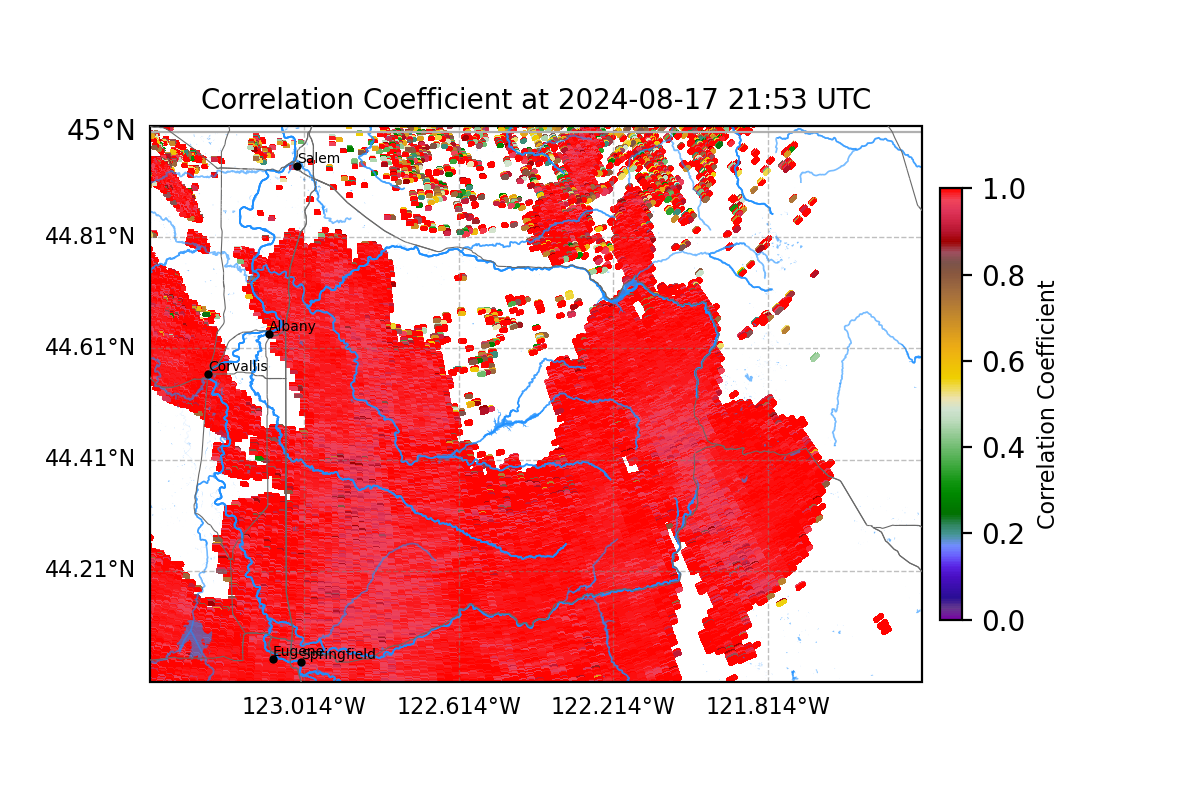 Correlation Coefficient at 2024-08-17 21:53 UTC
45°N
44.81°N
44.61°N
44.41°N
44.21°N
Salem
Albany
Corvallis
Eugene
Springfield
123.014°W 122.614°W 122.214°W 121.814°W
1.0
0.8
0.6
0.4
0.2
0.0
Correlation Coefficient